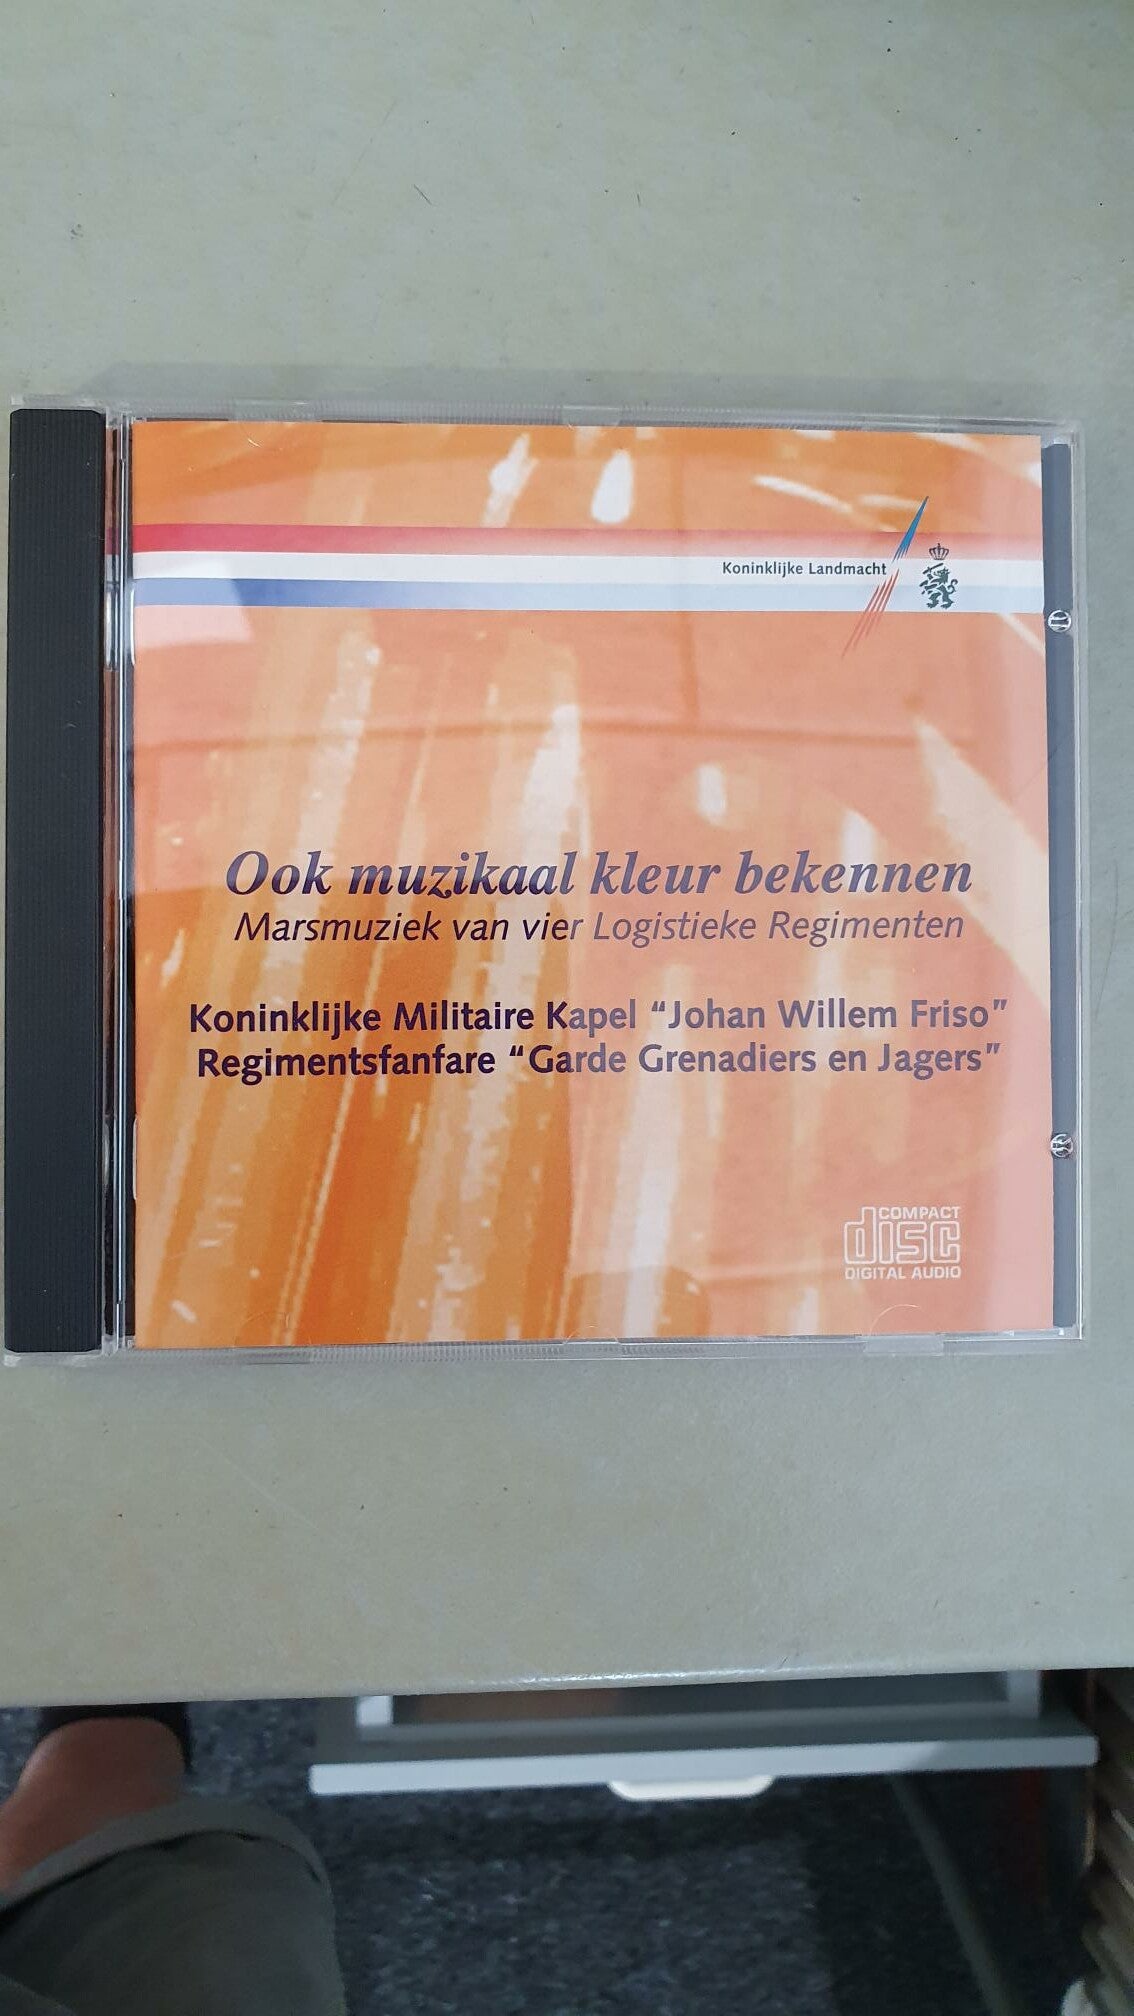 Koninklijke Landmacht
Ook muzikaal kleur bekennen
Marsmuziek van vier Logistieke Regimenten
Koninklijke Militaire Kapel “Johan Willem Friso”
Regimentsfanfare “Garde Grenadiers en Jagers”
COMPACT
disc
DIGITAL AUDIO